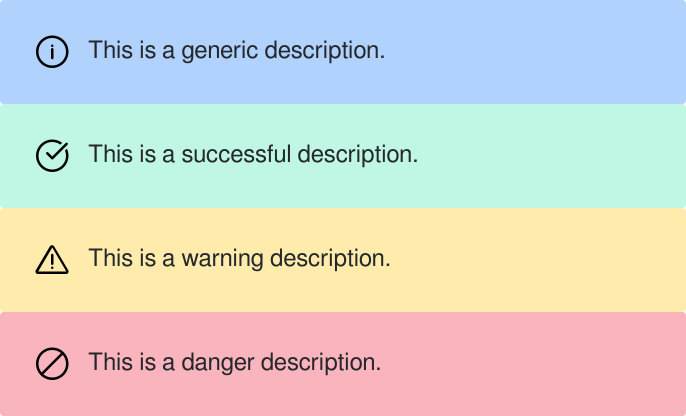 This is a generic description.
This is a successful description.
This is a warning description.
This is a danger description.